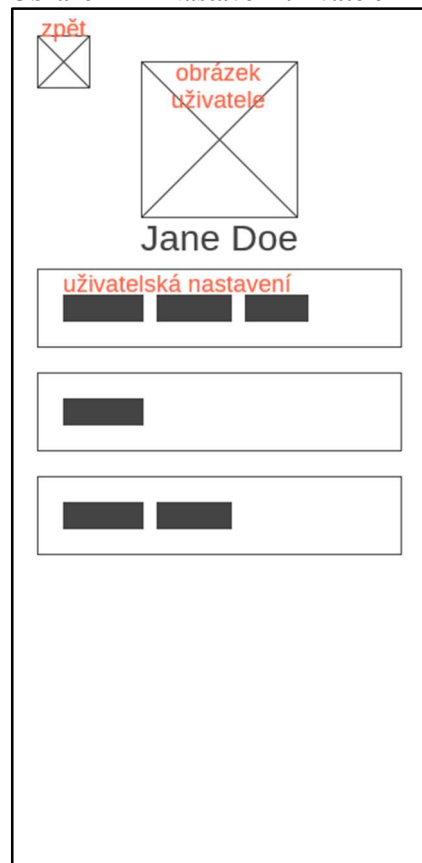 zpět
obrázek
uživatele
Jane Doe
uživatelská nastavení